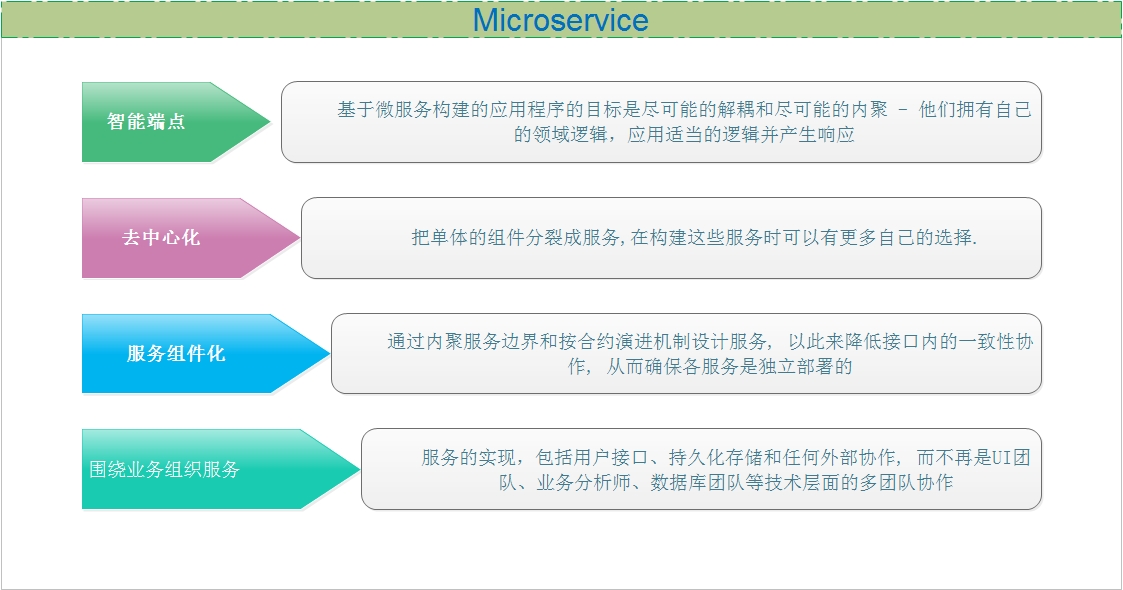 Microservice
智能端点
基于微服务构建的应用程序的目标是尽可能的解耦和尽可能的内聚 - 他们拥有自己
的领域逻辑, 应用适当的逻辑并产生响应
去中心化
把单体的组件分裂成服务,在构建这些服务时可以有更多自己的选择.
服务组件化
通过内聚服务边界和按合约演进机制设计服务, 以此来降低接口内的一致性协
作, 从而确保各服务是独立部署的
围绕业务组织服务
服务的实现，包括用户接口、持久化存储和任何外部协作, 而不再是UI团
队、业务分析师、数据库团队等技术层面的多团队协作